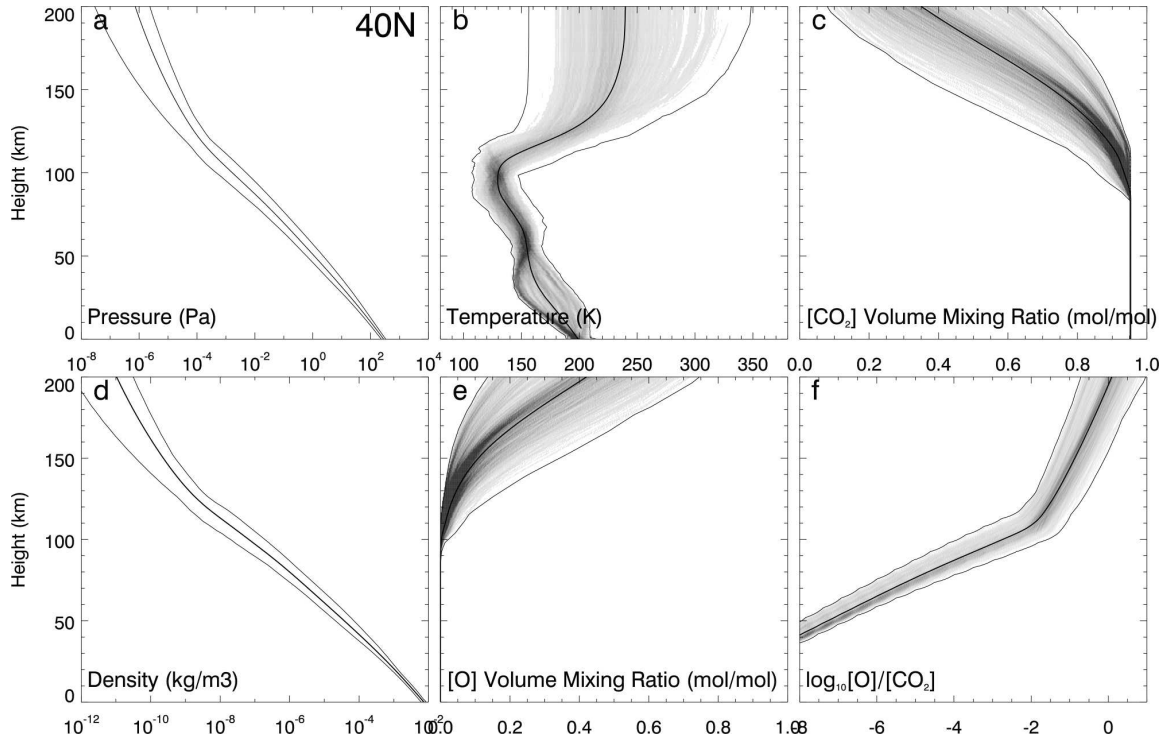 a 40N b c
200
150
100
50
0
Height (km)
Pressure (Pa) Temperature (K) [CO₂] Volume Mixing Ratio (mol/mol)
10⁻⁸ 10⁻⁶ 10⁻⁴ 10⁻² 10⁰ 10² 10⁴ 100 150 200 250 300 350 0.0 0.2 0.4 0.6 0.8 1.0
d e f
200
150
100
50
0
Height (km)
Density (kg/m3) [O] Volume Mixing Ratio (mol/mol) log₁₀[O]/[CO₂]
10⁻¹² 10⁻¹⁰ 10⁻⁸ 10⁻⁶ 10⁻⁴ 0.2 0.4 0.6 0.8 -6 -4 -2 0